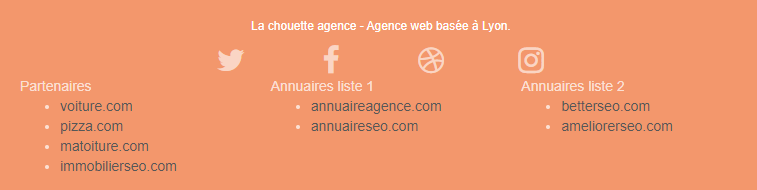 La chouette agence - Agence web basée à Lyon.
Partenaires
voiture.com
pizza.com
matoiture.com
immobilierseo.com
Annuaires liste 1
annuaireagence.com
annuaireseo.com
Annuaires liste 2
betterseo.com
ameliorerseo.com